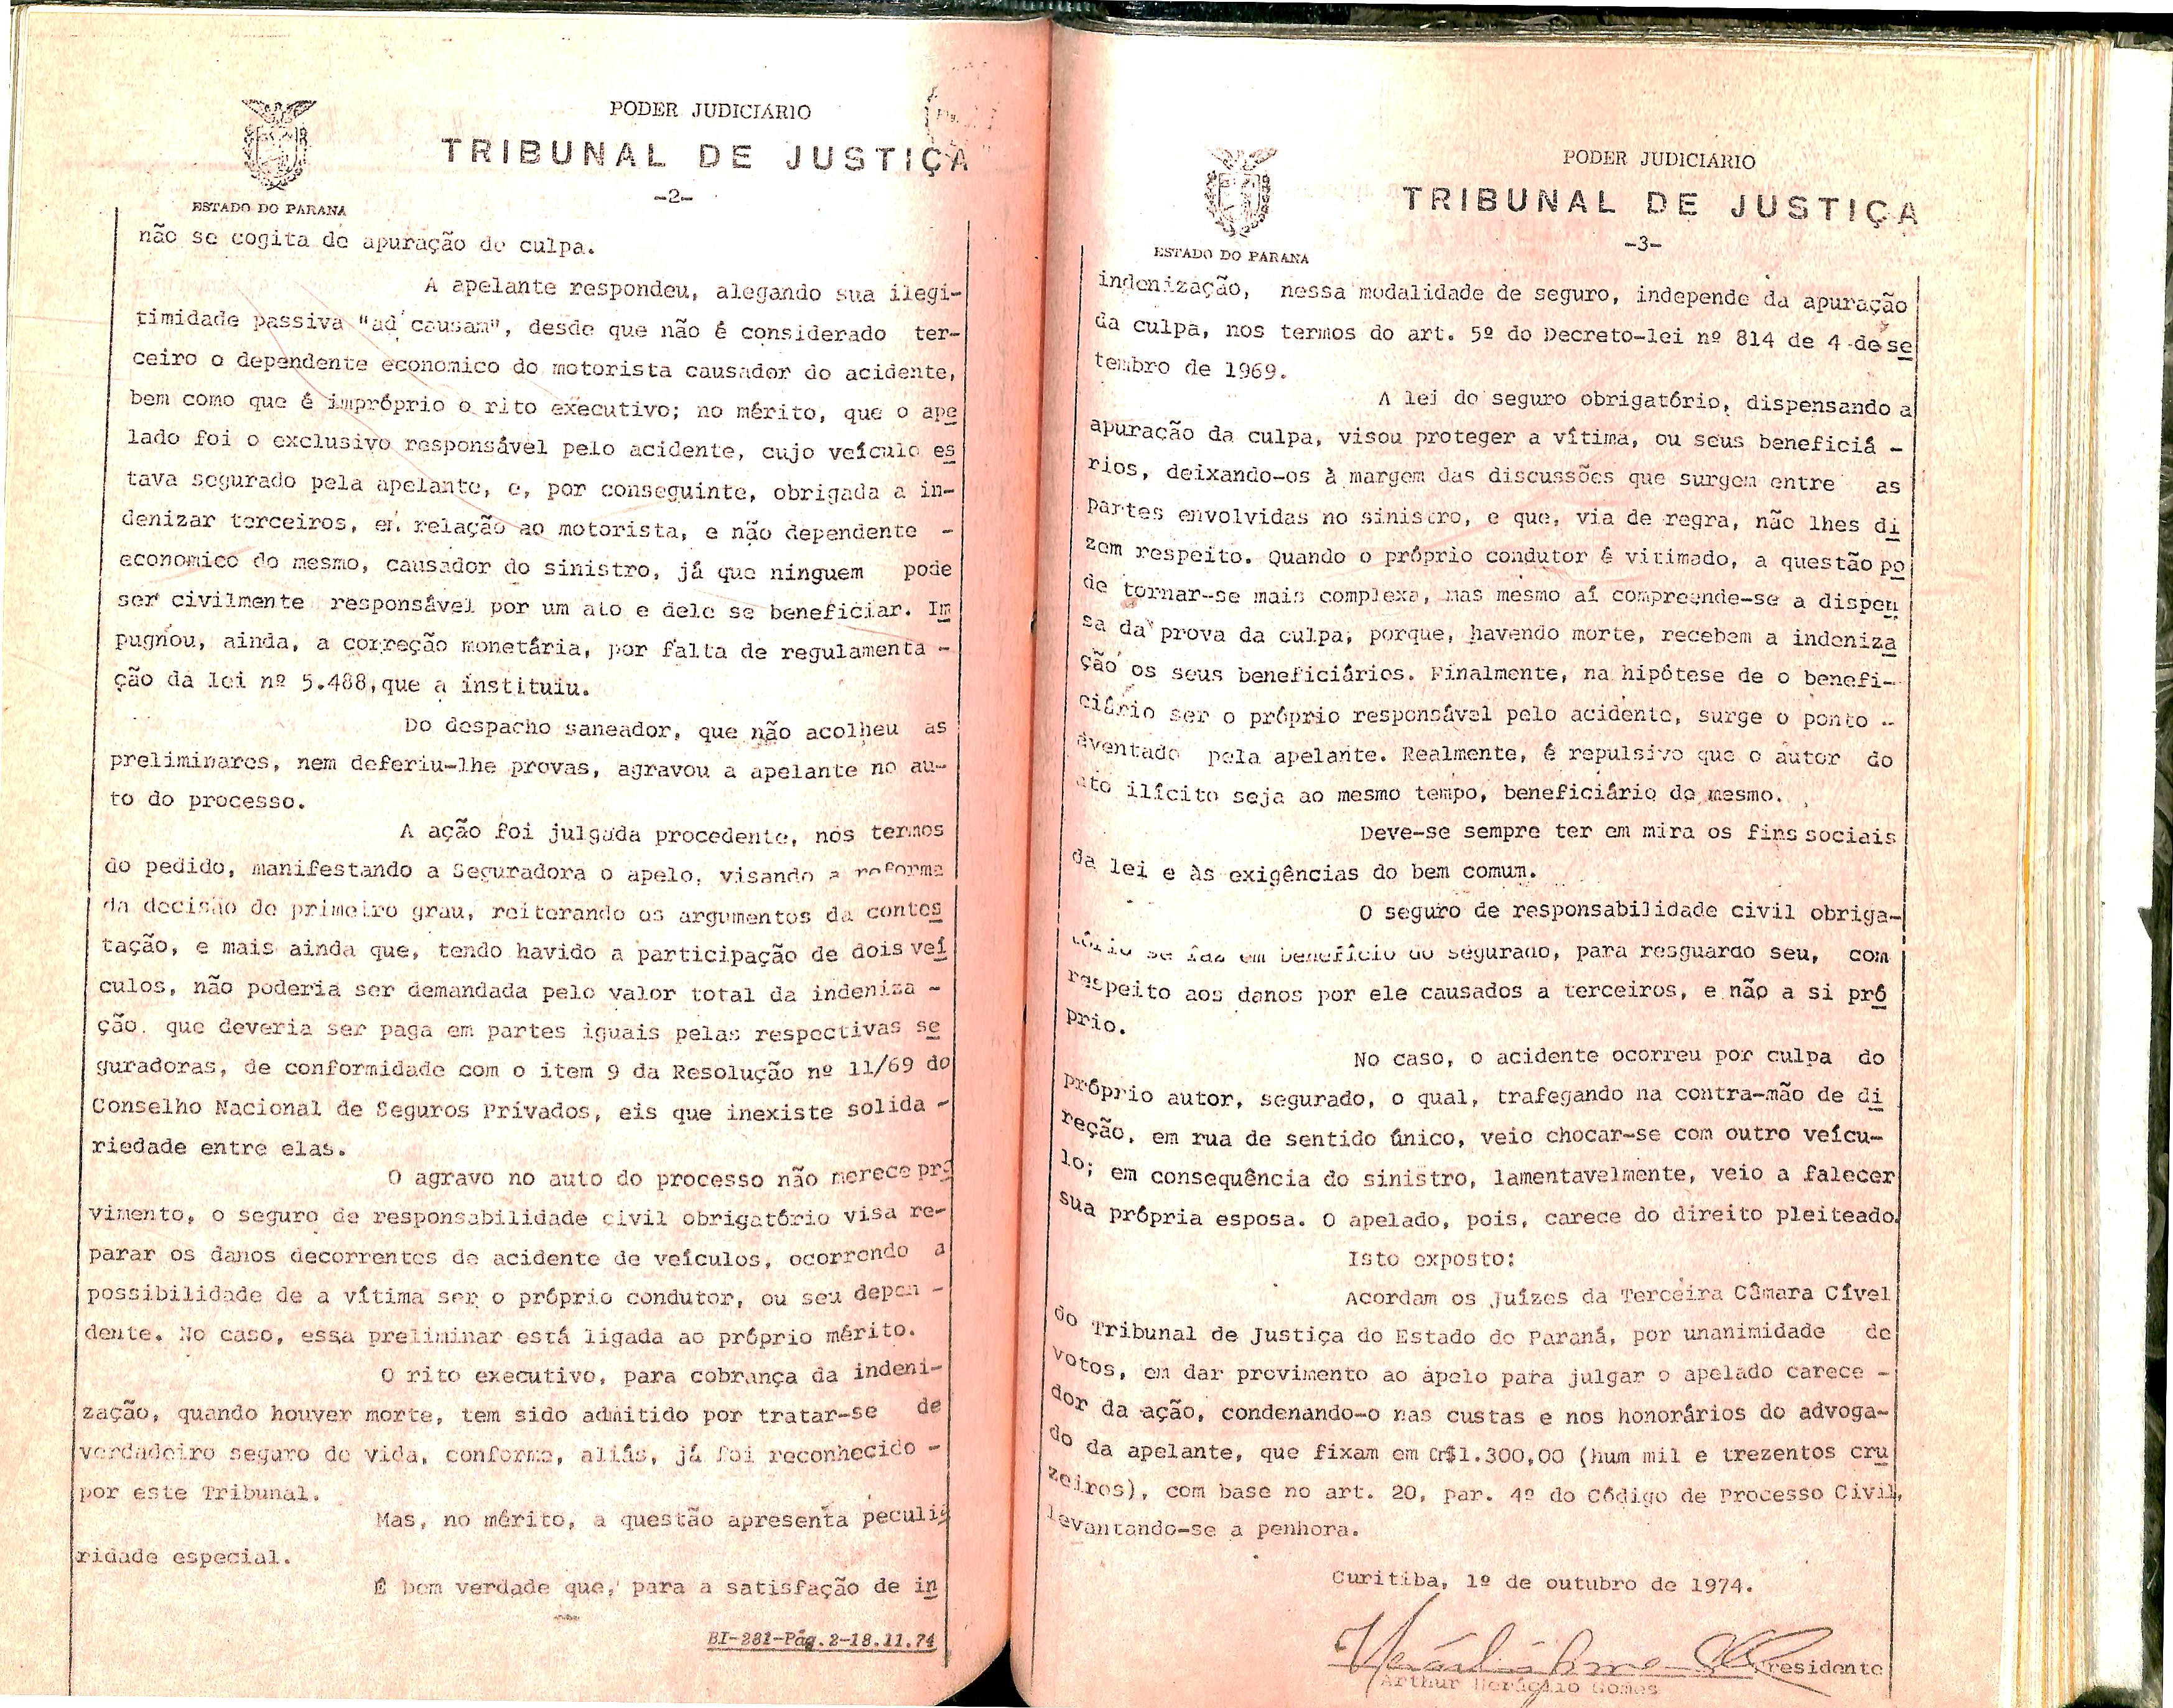 PODER JUDICIÁRIO
TRIBUNAL DE JUSTIÇA
-2-
ESTADO DO PARANA
não se cogita de apuração de culpa.
A apelante respondeu, alegando sua ilegi-
timidade passiva "ad causam", desde que não é considerado ter-
ceiro o dependente economico do motorista causador do acidente,
bem como que é impróprio o rito executivo; no mérito, que o ape
lado foi o exclusivo responsável pelo acidente, cujo veículo es
tava segurado pela apelante, e, por conseguinte, obrigada a in-
denizar terceiros, em relação ao motorista, e não dependente -
economico do mesmo, causador do sinistro, já que ninguem pode
ser civilmente responsável por um ato e dele se beneficiar. Im
pugnou, ainda, a correção monetária, por falta de regulamenta -
ção da lei nº 5.488, que a instituiu.
Do despacho saneador, que não acolheu as
preliminares, nem deferiu-lhe provas, agravou a apelante no au-
to do processo.
A ação foi julgada procedente, nos termos
do pedido, manifestando a Seguradora o apelo, visando a reforma
da decisão de primeiro grau, reiterando os argumentos da contes
tação, e mais ainda que, tendo havido a participação de dois veí
culos, não poderia ser demandada pelo valor total da indeniza -
ção, que deveria ser paga em partes iguais pelas respectivas se
guradoras, de conformidade com o item 9 da Resolução nº 11/69 do
Conselho Nacional de Seguros Privados, eis que inexiste solida -
riedade entre elas.
O agravo no auto do processo não merece pro
vimento, o seguro de responsabilidade civil obrigatório visa re-
parar os danos decorrentes de acidente de veículos, ocorrendo a
possibilidade de a vítima ser o próprio condutor, ou seu depen -
dente. No caso, essa preliminar está ligada ao próprio mérito.
O rito executivo, para cobrança da indeni-
zação, quando houver morte, tem sido admitido por tratar-se de
verdadeiro seguro de vida, conforme, aliás, já foi reconhecido -
por este Tribunal.
Mas, no mérito, a questão apresenta peculia
ridade especial.
É bem verdade que, para a satisfação de in
BI-281-Pág.2-18.11.74
PODER JUDICIÁRIO
TRIBUNAL DE JUSTIÇA
-3-
ESTADO DO PARANA
indenização, nessa modalidade de seguro, independe da apuração
da culpa, nos termos do art. 5º do Decreto-lei nº 814 de 4 de se
tembro de 1969.
A lei do seguro obrigatório, dispensando a
apuração da culpa, visou proteger a vítima, ou seus beneficiá -
rios, deixando-os à margem das discussões que surgem entre as
partes envolvidas no sinistro, e que, via de regra, não lhes di
zem respeito. Quando o próprio condutor é vitimado, a questão po
de tornar-se mais complexa, mas mesmo aí compreende-se a dispen
sa da prova da culpa, porque, havendo morte, recebem a indeniza
ção os seus beneficiários. Finalmente, na hipótese de o benefi-
ciário ser o próprio responsável pelo acidente, surge o ponto -
aventado pela apelante. Realmente, é repulsivo que o autor do
ato ilícito seja ao mesmo tempo, beneficiário do mesmo.
Deve-se sempre ter em mira os fins sociais
da lei e às exigências do bem comum.
O seguro de responsabilidade civil obriga-
tório se faz em benefício do segurado, para resguardo seu, com
respeito aos danos por ele causados a terceiros, e não a si pró
prio.
No caso, o acidente ocorreu por culpa do
próprio autor, segurado, o qual, trafegando na contra-mão de di
reção, em rua de sentido único, veio chocar-se com outro veícu-
lo; em consequência do sinistro, lamentavelmente, veio a falecer
sua própria esposa. O apelado, pois, carece do direito pleiteado.
Isto exposto:
Acordam os Juízes da Terceira Câmara Cível
do Tribunal de Justiça do Estado do Paraná, por unanimidade de
votos, em dar provimento ao apelo para julgar o apelado carece -
dor da ação, condenando-o nas custas e nos honorários do advoga-
do da apelante, que fixam em Cr$1.300,00 (hum mil e trezentos cru
zeiros), com base no art. 20, par. 4º do Código de Processo Civil,
levantando-se a penhora.
Curitiba, 1º de outubro de 1974.
Presidente
Arthur Heráclio Gomes